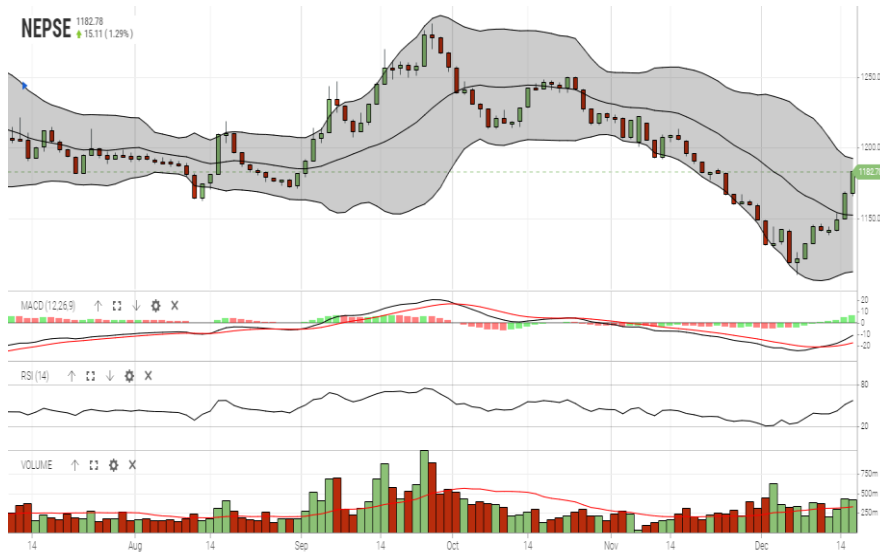 NEPSE 1182.78
15.11 ( 1.29% )
1250.0
1200.0
1182.78
1150.0
MACD (12,26,9)
20
10
0
-10
-20
RSI (14)
80
20
VOLUME
750m
500m
250m
14 Aug 14 Sep 14 Oct 14 Nov 14 Dec 14